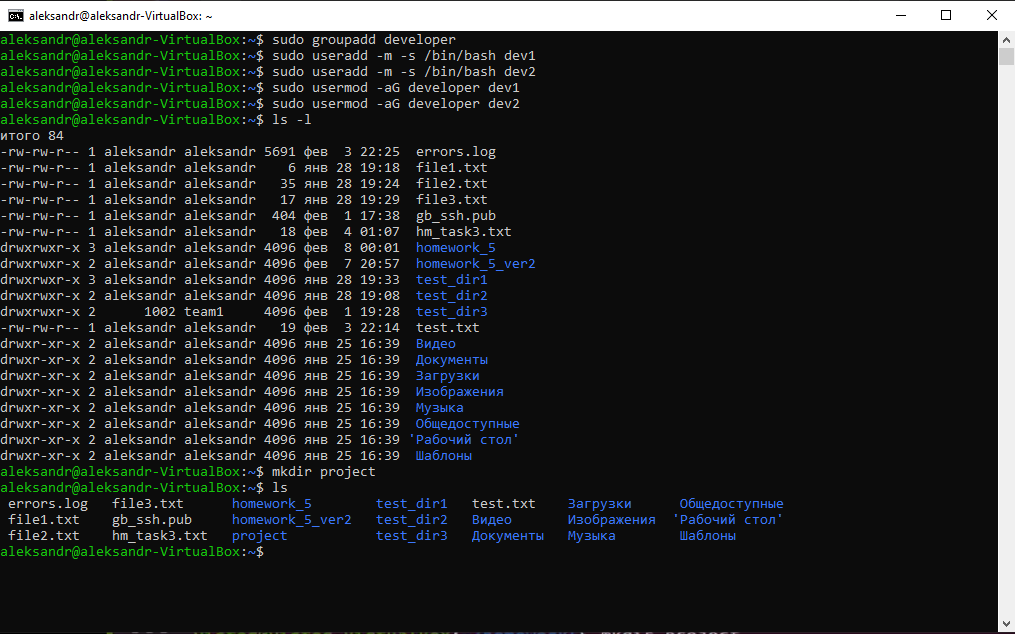 aleksandr@aleksandr-VirtualBox: ~
aleksandr@aleksandr-VirtualBox:~$ sudo groupadd developer
aleksandr@aleksandr-VirtualBox:~$ sudo useradd -m -s /bin/bash dev1
aleksandr@aleksandr-VirtualBox:~$ sudo useradd -m -s /bin/bash dev2
aleksandr@aleksandr-VirtualBox:~$ sudo usermod -aG developer dev1
aleksandr@aleksandr-VirtualBox:~$ sudo usermod -aG developer dev2
aleksandr@aleksandr-VirtualBox:~$ ls -l
итого 84
-rw-rw-r-- 1 aleksandr aleksandr 5691 фев  3 22:25  errors.log
-rw-rw-r-- 1 aleksandr aleksandr    6 янв 28 19:18  file1.txt
-rw-rw-r-- 1 aleksandr aleksandr   35 янв 28 19:24  file2.txt
-rw-rw-r-- 1 aleksandr aleksandr   17 янв 28 19:29  file3.txt
-rw-rw-r-- 1 aleksandr aleksandr  404 фев  1 17:38  gb_ssh.pub
-rw-rw-r-- 1 aleksandr aleksandr   18 фев  4 01:07  hm_task3.txt
drwxrwxr-x 3 aleksandr aleksandr 4096 фев  8 00:01  homework_5
drwxrwxr-x 2 aleksandr aleksandr 4096 фев  7 20:57  homework_5_ver2
drwxrwxr-x 3 aleksandr aleksandr 4096 янв 28 19:33  test_dir1
drwxrwxr-x 2 aleksandr aleksandr 4096 янв 28 19:08  test_dir2
drwxrwxr-x 2      1002 team1     4096 фев  1 19:28  test_dir3
-rw-rw-r-- 1 aleksandr aleksandr   19 фев  3 22:14  test.txt
drwxr-xr-x 2 aleksandr aleksandr 4096 янв 25 16:39  Видео
drwxr-xr-x 2 aleksandr aleksandr 4096 янв 25 16:39  Документы
drwxr-xr-x 2 aleksandr aleksandr 4096 янв 25 16:39  Загрузки
drwxr-xr-x 2 aleksandr aleksandr 4096 янв 25 16:39  Изображения
drwxr-xr-x 2 aleksandr aleksandr 4096 янв 25 16:39  Музыка
drwxr-xr-x 2 aleksandr aleksandr 4096 янв 25 16:39  Общедоступные
drwxr-xr-x 2 aleksandr aleksandr 4096 янв 25 16:39 'Рабочий стол'
drwxr-xr-x 2 aleksandr aleksandr 4096 янв 25 16:39  Шаблоны
aleksandr@aleksandr-VirtualBox:~$ mkdir project
aleksandr@aleksandr-VirtualBox:~$ ls
errors.log   file3.txt      homework_5        test_dir1   test.txt    Загрузки      Общедоступные
file1.txt    gb_ssh.pub     homework_5_ver2   test_dir2   Видео       Изображения  'Рабочий стол'
file2.txt    hm_task3.txt   project           test_dir3   Документы   Музыка        Шаблоны
aleksandr@aleksandr-VirtualBox:~$